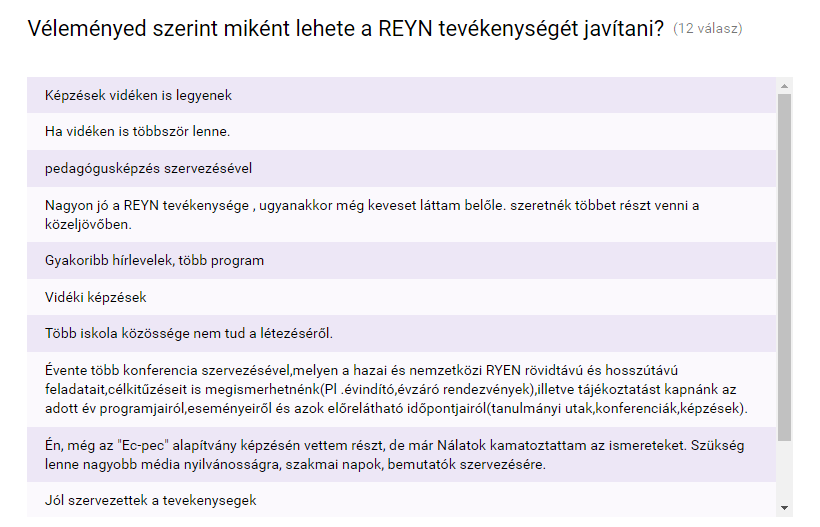 Véleményed szerint miként lehete a REYN tevékenységét javítani? (12 válasz)
Képzések vidéken is legyenek
Ha vidéken is többször lenne.
pedagógusképzés szervezésével
Nagyon jó a REYN tevékenysége , ugyanakkor még keveset láttam belőle. szeretnék többet részt venni a
közeljövőben.
Gyakoribb hírlevelek, több program
Vidéki képzések
Több iskola közössége nem tud a létezéséről.
Évente több konferencia szervezésével,melyen a hazai és nemzetközi RYEN rövidtávú és hosszútávú
feladatait,célkitűzéseit is megismerhetnénk(Pl .évindító,évzáró rendezvények),illetve tájékoztatást kapnánk az
adott év programjairól,eseményeiről és azok előrelátható időpontjairól(tanulmányi utak,konferenciák,képzések).
Én, még az "Ec-pec" alapítvány képzésén vettem részt, de már Nálatok kamatoztattam az ismereteket. Szükség
lenne nagyobb média nyilvánosságra, szakmai napok, bemutatók szervezésére.
Jól szervezettek a tevekenysegek